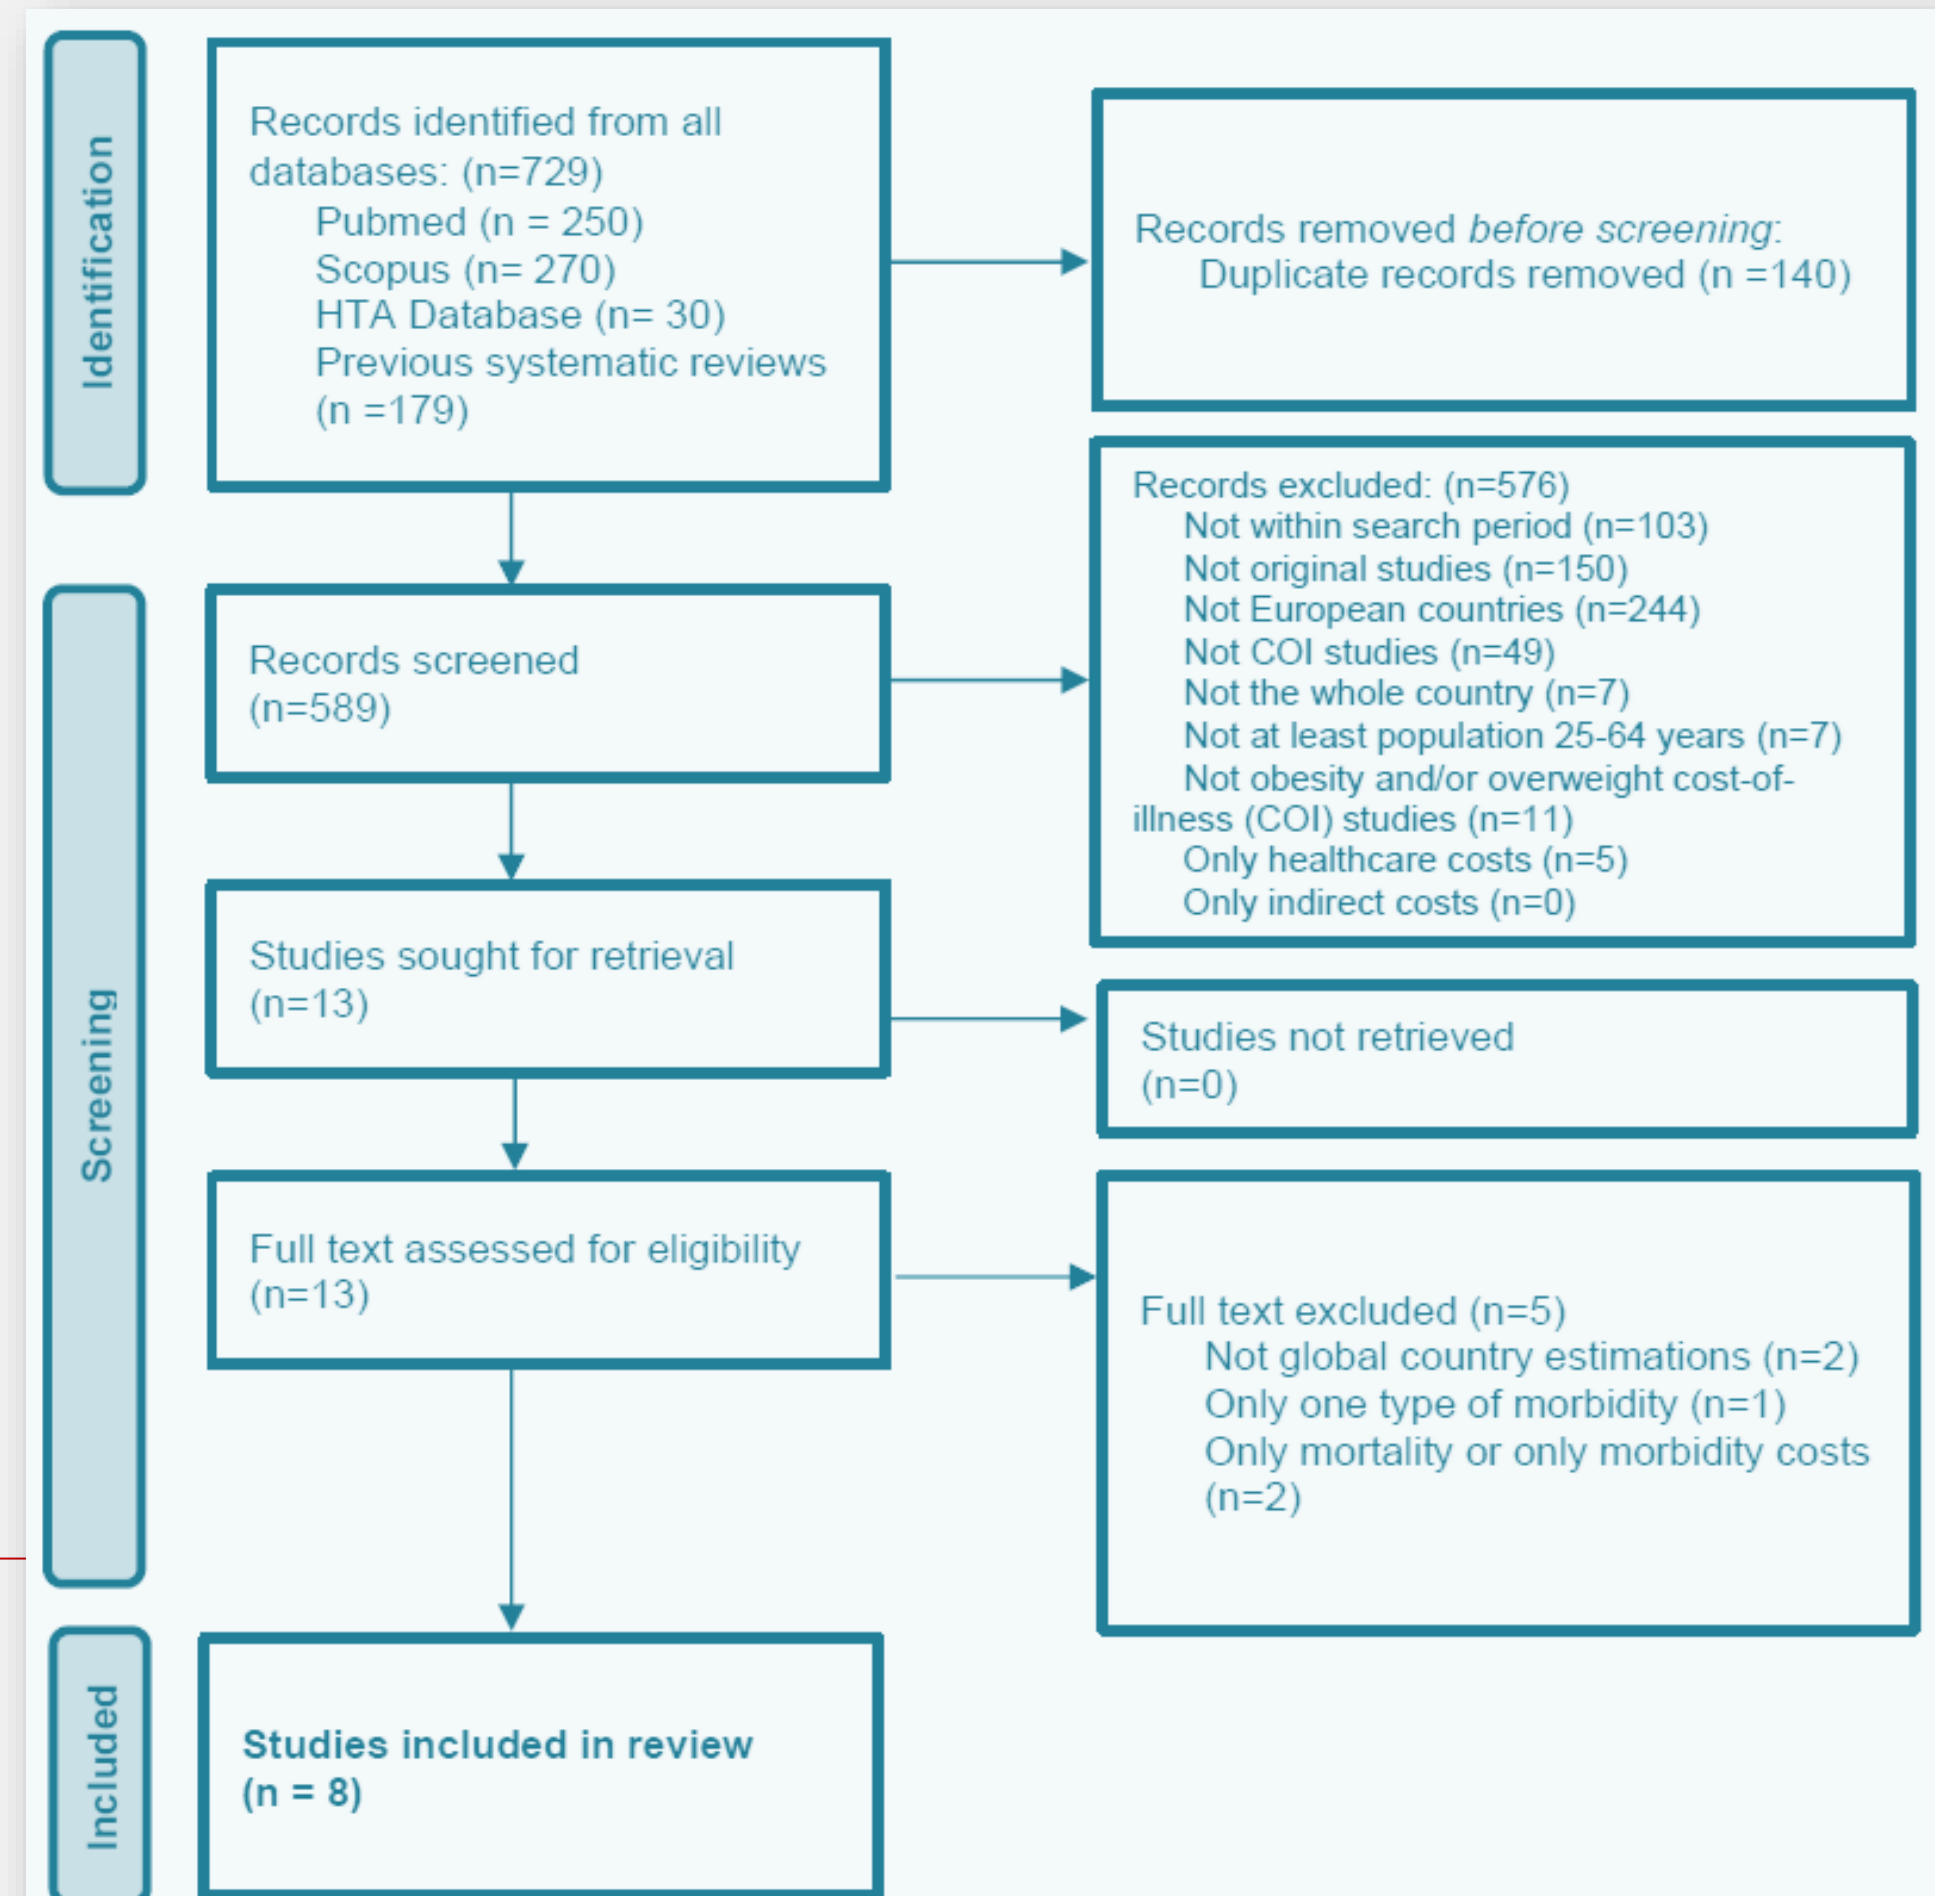 Identification
Records identified from all
databases: (n=729)
Pubmed (n = 250)
Scopus (n= 270)
HTA Database (n= 30)
Previous systematic reviews
(n =179)
Records removed before screening:
Duplicate records removed (n =140)
Screening
Records screened
(n=589)
Records excluded: (n=576)
Not within search period (n=103)
Not original studies (n=150)
Not European countries (n=244)
Not COI studies (n=49)
Not the whole country (n=7)
Not at least population 25-64 years (n=7)
Not obesity and/or overweight cost-of-
illness (COI) studies (n=11)
Only healthcare costs (n=5)
Only indirect costs (n=0)
Studies sought for retrieval
(n=13)
Studies not retrieved
(n=0)
Full text assessed for eligibility
(n=13)
Full text excluded (n=5)
Not global country estimations (n=2)
Only one type of morbidity (n=1)
Only mortality or only morbidity costs
(n=2)
Included
Studies included in review
(n = 8)